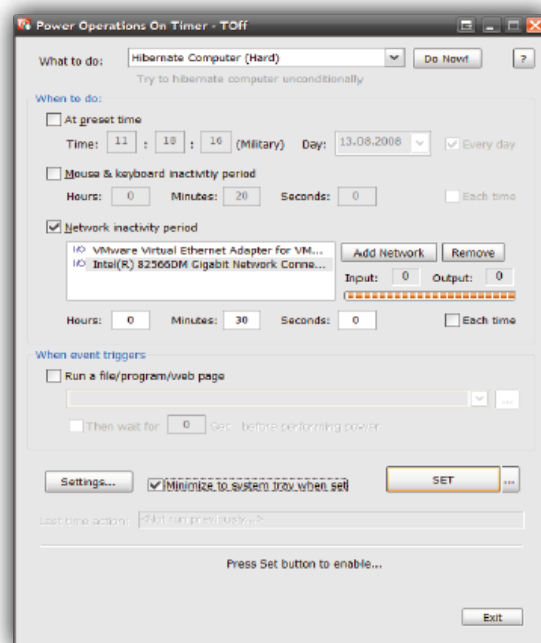 Power Operations On Timer - TOff
What to do: Hibernate Computer (Hard) Do Now! ?
Try to hibernate computer unconditionally
When to do:
At preset time
Time: 11 : 18 : 16 (Military) Day: 13.08.2008 Every day
Mouse & keyboard inactivitiy period
Hours: 0 Minutes: 20 Seconds: 0 Each time
Network inactivity period
I/O VMware Virtual Ethernet Adapter for VM...
I/O Intel(R) 82566DM Gigabit Network Conne...
Add Network Remove
Input: 0 Output: 0
Hours: 0 Minutes: 30 Seconds: 0 Each time
When event triggers
Run a file/program/web page
...
Then wait for 0 Sec before performing power
Settings... Minimize to system tray when set SET ...
Last time action: <Not run previously...>
Press Set button to enable...
Exit